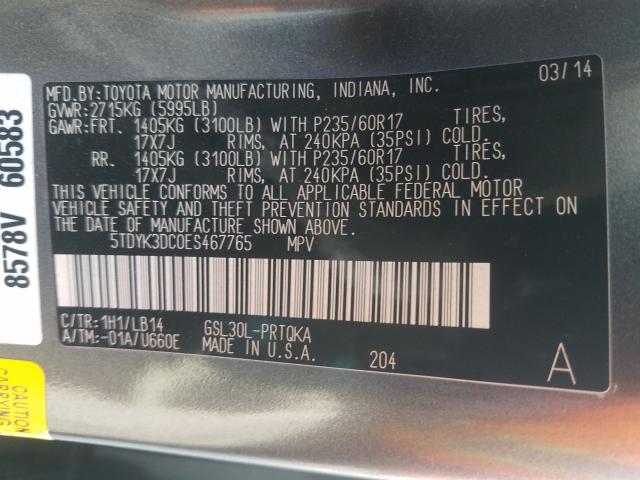 MFD.BY:TOYOTA MOTOR MANUFACTURING, INDIANA, INC. 03/14
GVWR:2715KG (5995LB)
GAWR:FRT. 1405KG (3100LB) WITH P235/60R17 TIRES,
17X7J RIMS, AT 240KPA (35PSI) COLD.
RR. 1405KG (3100LB) WITH P235/60R17 TIRES,
17X7J RIMS, AT 240KPA (35PSI) COLD.
THIS VEHICLE CONFORMS TO ALL APPLICABLE FEDERAL MOTOR
VEHICLE SAFETY AND THEFT PREVENTION STANDARDS IN EFFECT ON
THE DATE OF MANUFACTURE SHOWN ABOVE.
5TDYK3DC0ES467765 MPV
C/TR:1H1/LB14 GSL30L-PRTQKA
A/TM:-01A/U660E MADE IN U.S.A. 204 A
8578V 60583
CAUTION
CARRYING